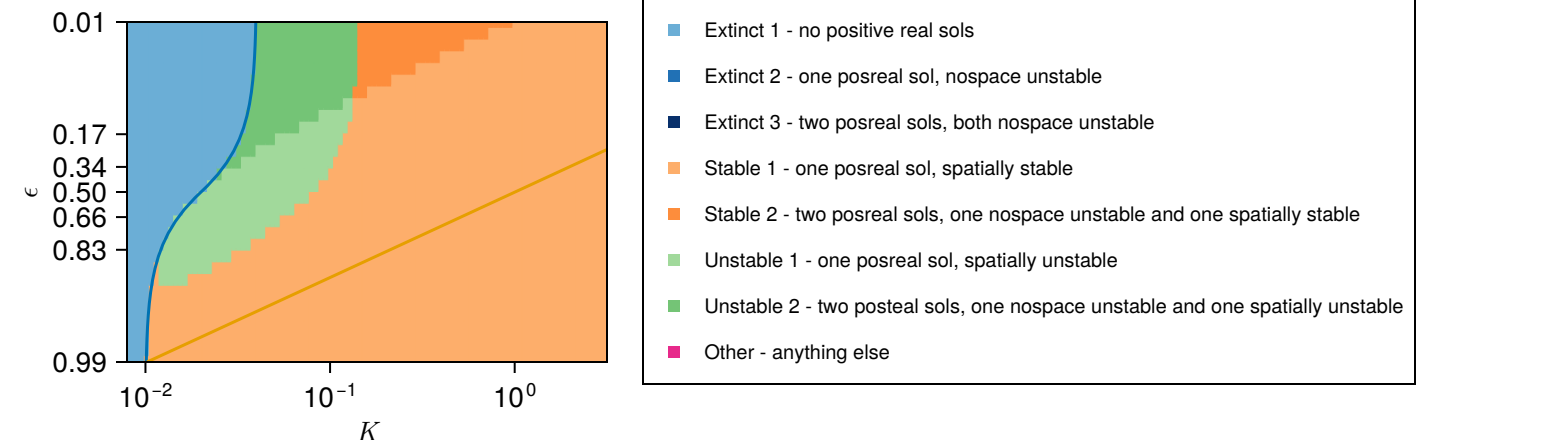 0.01
0.17
0.34
0.50
0.66
0.83
0.99
ϵ
10⁻²
10⁻¹
10⁰
K
Extinct 1 - no positive real sols
Extinct 2 - one posreal sol, nospace unstable
Extinct 3 - two posreal sols, both nospace unstable
Stable 1 - one posreal sol, spatially stable
Stable 2 - two posreal sols, one nospace unstable and one spatially stable
Unstable 1 - one posreal sol, spatially unstable
Unstable 2 - two posteal sols, one nospace unstable and one spatially unstable
Other - anything else